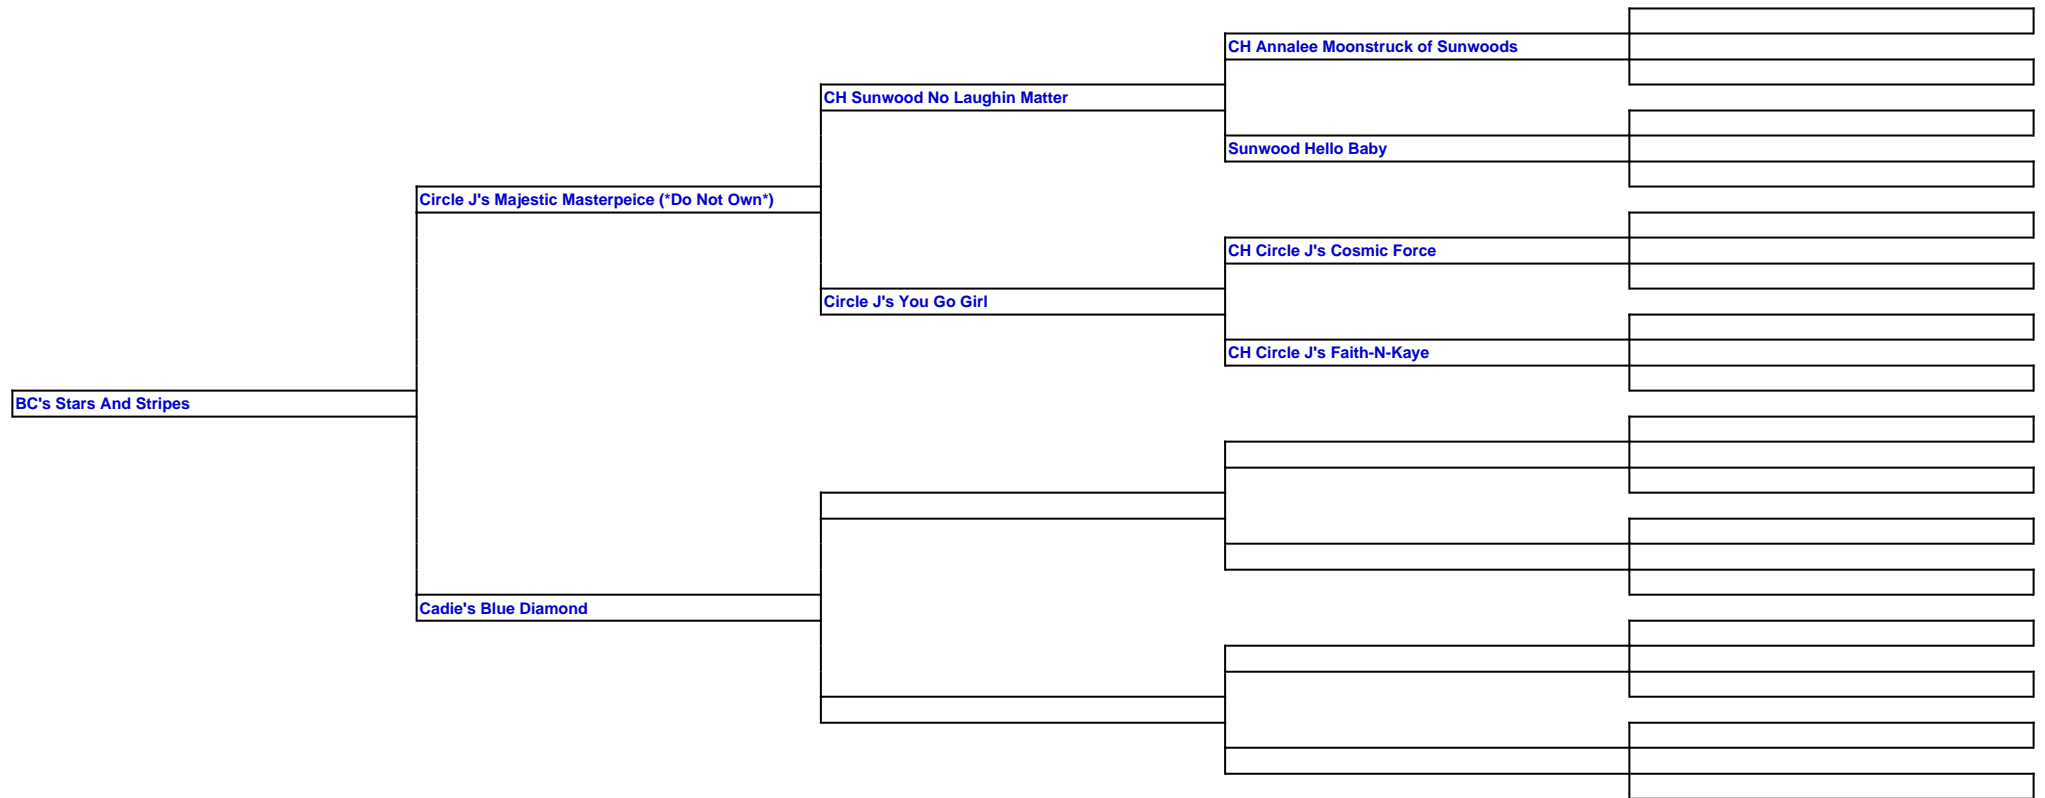 CH Annalee Moonstruck of Sunwoods
CH Sunwood No Laughin Matter
Sunwood Hello Baby
Circle J's Majestic Masterpeice (*Do Not Own*)
CH Circle J's Cosmic Force
Circle J's You Go Girl
CH Circle J's Faith-N-Kaye
BC's Stars And Stripes
Cadie's Blue Diamond